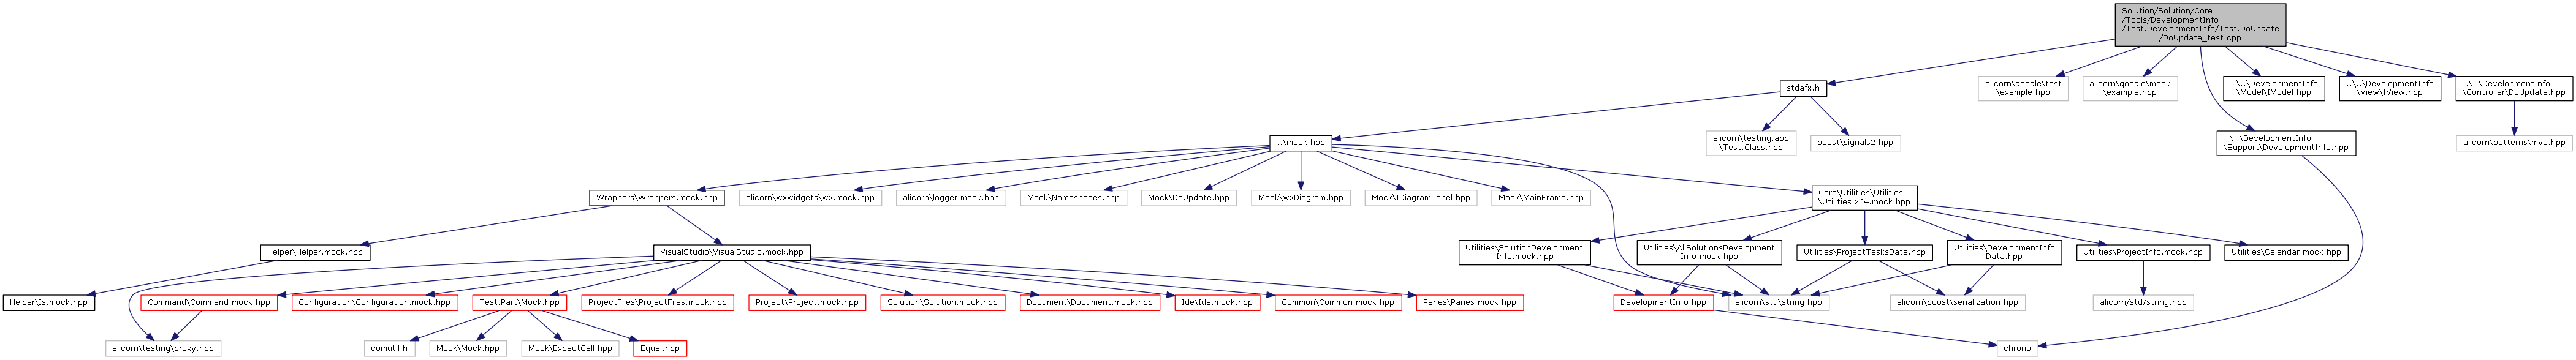 Solution/Solution/Core
/Tools/DevelopmentInfo
/Test.DevelopmentInfo/Test.DoUpdate
/DoUpdate_test.cpp
stdafx.h
alicorn\google\test
\example.hpp
alicorn\google\mock
\example.hpp
..\..\DevelopmentInfo
\Model\IModel.hpp
..\..\DevelopmentInfo
\View\IView.hpp
..\..\DevelopmentInfo
\Controller\DoUpdate.hpp
..\mock.hpp
alicorn\testing.app
\Test.Class.hpp
boost\signals2.hpp
..\..\DevelopmentInfo
\Support\DevelopmentInfo.hpp
alicorn\patterns\mvc.hpp
Wrappers\Wrappers.mock.hpp
alicorn\wxwidgets\wx.mock.hpp
alicorn\logger.mock.hpp
Mock\Namespaces.hpp
Mock\DoUpdate.hpp
Mock\wxDiagram.hpp
Mock\IDiagramPanel.hpp
Mock\MainFrame.hpp
Core\Utilities\Utilities
\Utilities.x64.mock.hpp
Helper\Helper.mock.hpp
VisualStudio\VisualStudio.mock.hpp
Utilities\SolutionDevelopment
Info.mock.hpp
Utilities\AllSolutionsDevelopment
Info.mock.hpp
Utilities\ProjectTasksData.hpp
Utilities\DevelopmentInfo
Data.hpp
Utilities\ProjectInfo.mock.hpp
Utilities\Calendar.mock.hpp
Helper\Is.mock.hpp
Command\Command.mock.hpp
Configuration\Configuration.mock.hpp
Test.Part\Mock.hpp
ProjectFiles\ProjectFiles.mock.hpp
Project\Project.mock.hpp
Solution\Solution.mock.hpp
Document\Document.mock.hpp
Ide\Ide.mock.hpp
Common\Common.mock.hpp
Panes\Panes.mock.hpp
DevelopmentInfo.hpp
alicorn\std\string.hpp
alicorn\boost\serialization.hpp
alicorn/std/string.hpp
alicorn\testing\proxy.hpp
comutil.h
Mock\Mock.hpp
Mock\ExpectCall.hpp
Equal.hpp
chrono